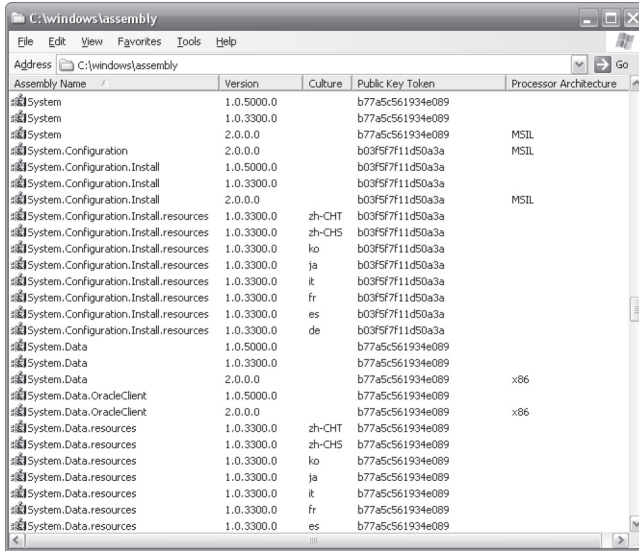 C:\windows\assembly
File Edit View Favorites Tools Help
Address C:\windows\assembly Go
Assembly Name Version Culture Public Key Token Processor Architecture
System 1.0.5000.0 b77a5c561934e089
System 1.0.3300.0 b77a5c561934e089
System 2.0.0.0 b77a5c561934e089 MSIL
System.Configuration 2.0.0.0 b03f5f7f11d50a3a MSIL
System.Configuration.Install 1.0.5000.0 b03f5f7f11d50a3a
System.Configuration.Install 1.0.3300.0 b03f5f7f11d50a3a
System.Configuration.Install 2.0.0.0 b03f5f7f11d50a3a MSIL
System.Configuration.Install.resources 1.0.3300.0 zh-CHT b03f5f7f11d50a3a
System.Configuration.Install.resources 1.0.3300.0 zh-CHS b03f5f7f11d50a3a
System.Configuration.Install.resources 1.0.3300.0 ko b03f5f7f11d50a3a
System.Configuration.Install.resources 1.0.3300.0 ja b03f5f7f11d50a3a
System.Configuration.Install.resources 1.0.3300.0 it b03f5f7f11d50a3a
System.Configuration.Install.resources 1.0.3300.0 fr b03f5f7f11d50a3a
System.Configuration.Install.resources 1.0.3300.0 es b03f5f7f11d50a3a
System.Configuration.Install.resources 1.0.3300.0 de b03f5f7f11d50a3a
System.Data 1.0.5000.0 b77a5c561934e089
System.Data 1.0.3300.0 b77a5c561934e089
System.Data 2.0.0.0 b77a5c561934e089 x86
System.Data.OracleClient 1.0.5000.0 b77a5c561934e089
System.Data.OracleClient 2.0.0.0 b77a5c561934e089 x86
System.Data.resources 1.0.3300.0 zh-CHT b77a5c561934e089
System.Data.resources 1.0.3300.0 zh-CHS b77a5c561934e089
System.Data.resources 1.0.3300.0 ko b77a5c561934e089
System.Data.resources 1.0.3300.0 ja b77a5c561934e089
System.Data.resources 1.0.3300.0 it b77a5c561934e089
System.Data.resources 1.0.3300.0 fr b77a5c561934e089
System.Data.resources 1.0.3300.0 es b77a5c561934e089